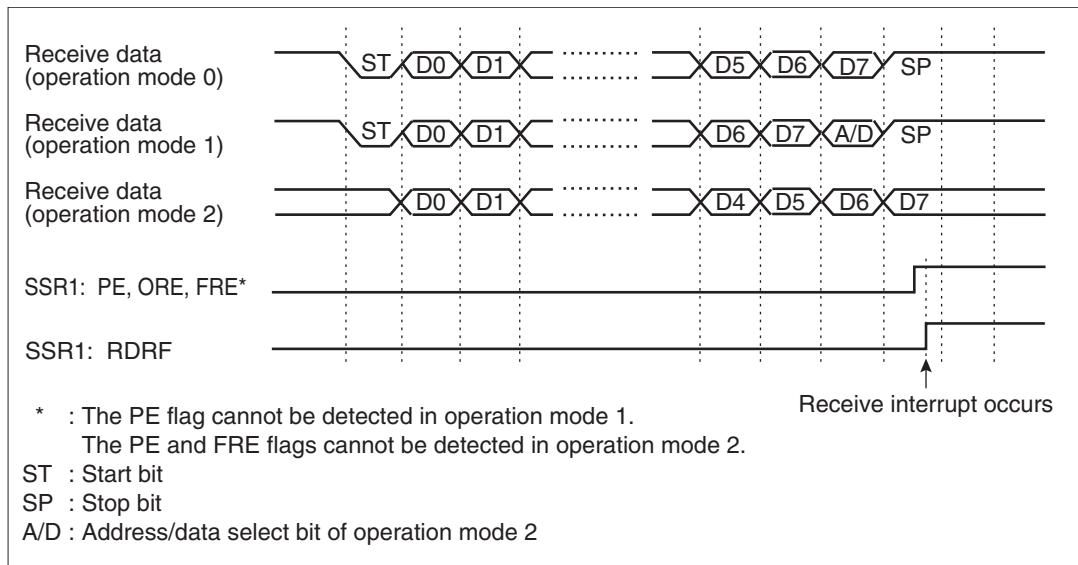 Receive data
(operation mode 0)
ST D0 D1 D5 D6 D7 SP
Receive data
(operation mode 1)
ST D0 D1 D6 D7 A/D SP
Receive data
(operation mode 2)
D0 D1 D4 D5 D6 D7
SSR1: PE, ORE, FRE*
SSR1: RDRF
Receive interrupt occurs
* : The PE flag cannot be detected in operation mode 1.
The PE and FRE flags cannot be detected in operation mode 2.
ST : Start bit
SP : Stop bit
A/D : Address/data select bit of operation mode 2